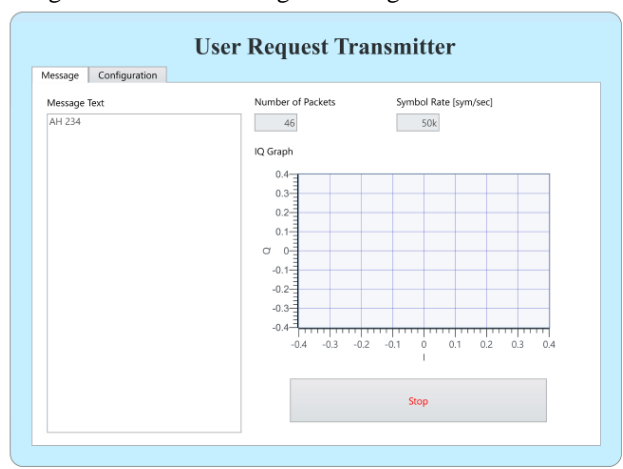 User Request Transmitter
Message Configuration
Message Text
AH 234
Number of Packets
46
Symbol Rate [sym/sec]
50k
IQ Graph
0.4
0.3
0.2
0.1
0
-0.1
-0.2
-0.3
-0.4
Q
-0.4 -0.3 -0.2 -0.1 0 0.1 0.2 0.3 0.4
I
Stop